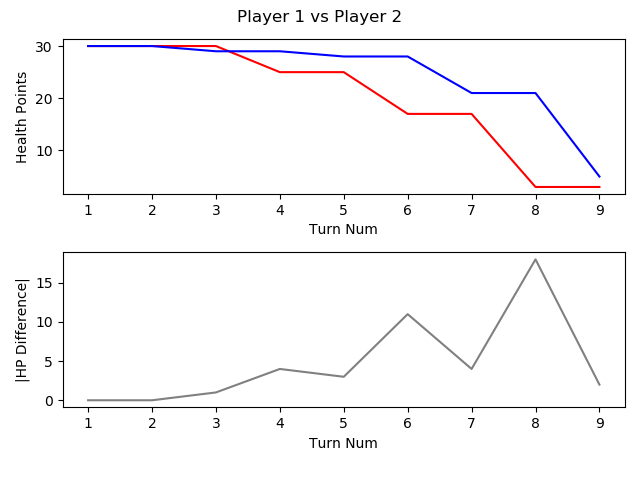 Player 1 vs Player 2
30
20
10
Health Points
1 2 3 4 5 6 7 8 9
Turn Num
15
10
5
0
|HP Difference|
1 2 3 4 5 6 7 8 9
Turn Num